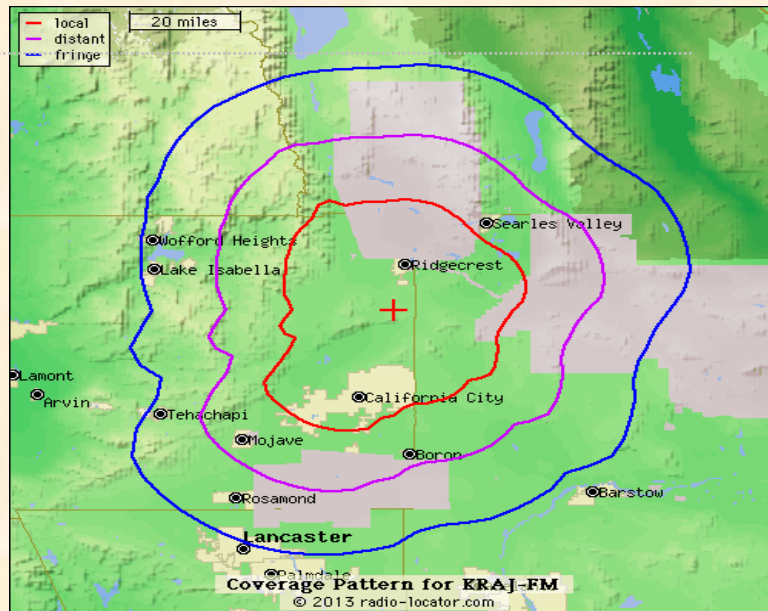 local
distant
fringe
20 miles
Searles Valley
Wofford Heights
Lake Isabella
Ridgecrest
Lamont
Arvin
California City
Tehachapi
Mojave
Boron
Rosamond
Barstow
Lancaster
Palmdale
Coverage Pattern for KRAJ-FM
© 2013 radio-locator.com